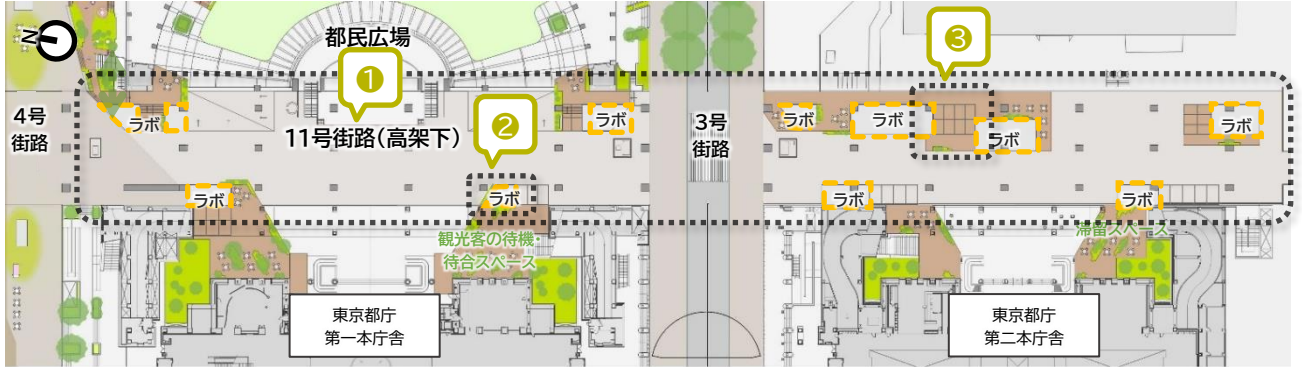 N
都民広場
❶
❸
4号
街路
ラボ
11号街路(高架下)
❷
ラボ
3号
街路
ラボ
ラボ
ラボ
ラボ
ラボ
ラボ
ラボ
ラボ
観光客の待機・
待合スペース
滞留スペース
東京都庁
第一本庁舎
東京都庁
第二本庁舎